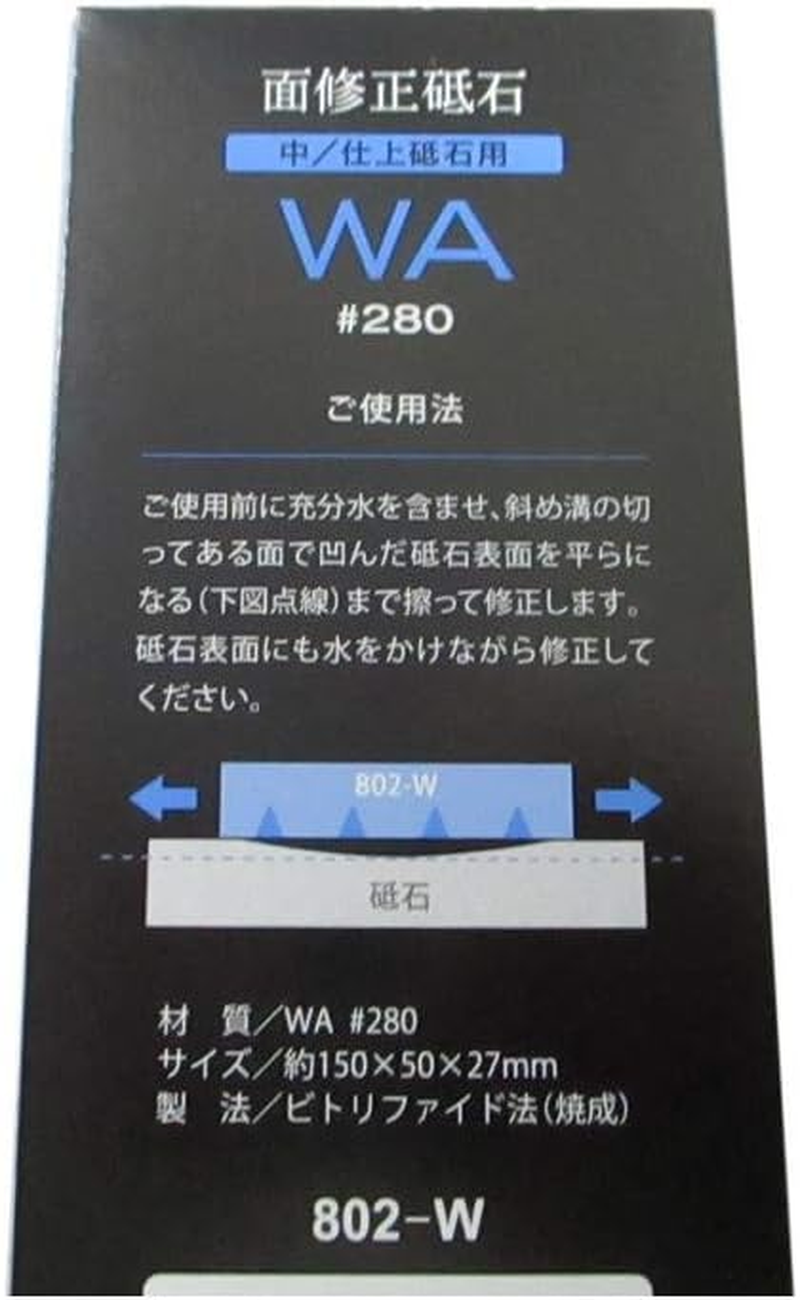 面修正砥石
中／仕上砥石用
WA
#280
ご使用法
ご使用前に充分水を含ませ、斜め溝の切
ってある面で凹んだ砥石表面を平らに
なる（下図点線）まで擦って修正します。
砥石表面にも水をかけながら修正して
ください。
802-W
砥石
材　質／WA #280
サイズ／約150×50×27mm
製　法／ビトリファイド法（焼成）
802-W